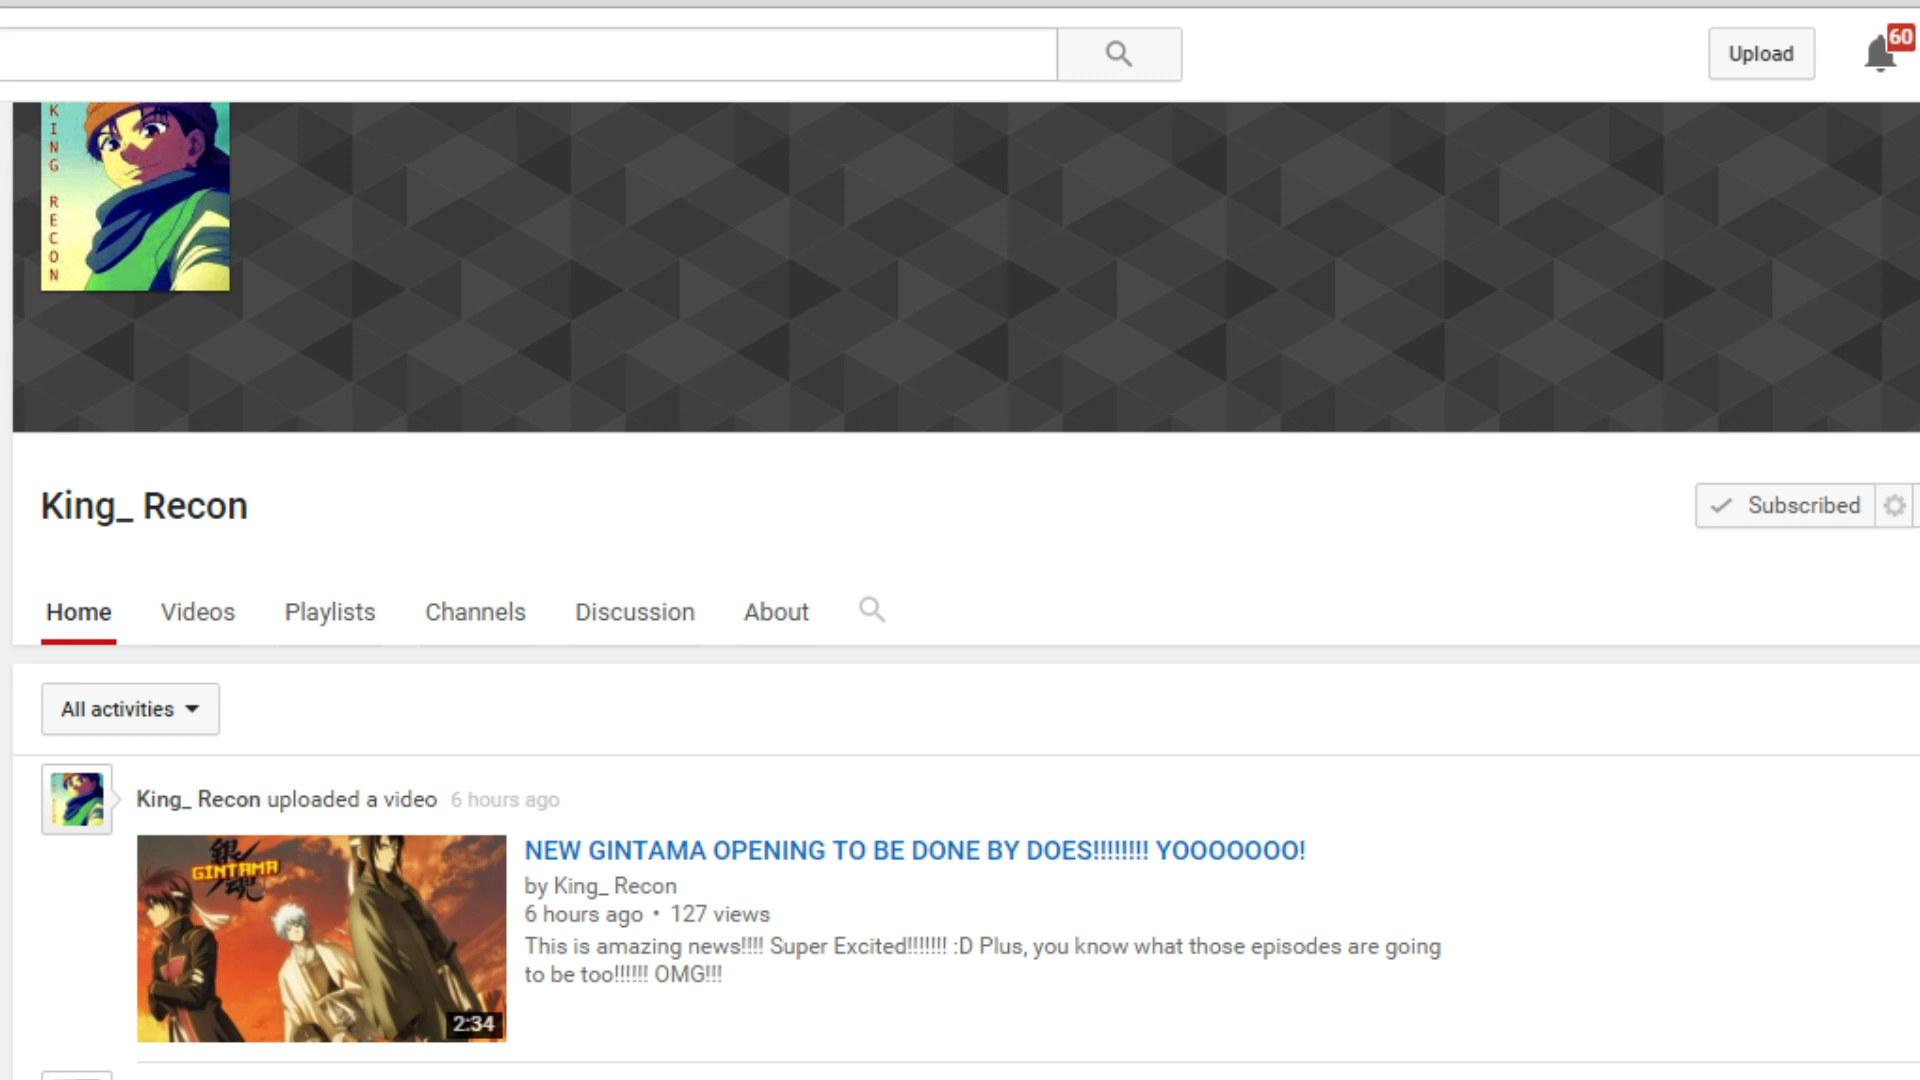 Upload
60
KING RECON
King_ Recon
Subscribed
Home Videos Playlists Channels Discussion About
All activities
King_ Recon uploaded a video 6 hours ago
銀
GINTAMA
魂
NEW GINTAMA OPENING TO BE DONE BY DOES!!!!!!!! YOOOOOOO!
by King_ Recon
6 hours ago • 127 views
This is amazing news!!!! Super Excited!!!!!!! :D Plus, you know what those episodes are going
to be too!!!!!! OMG!!!
2:34